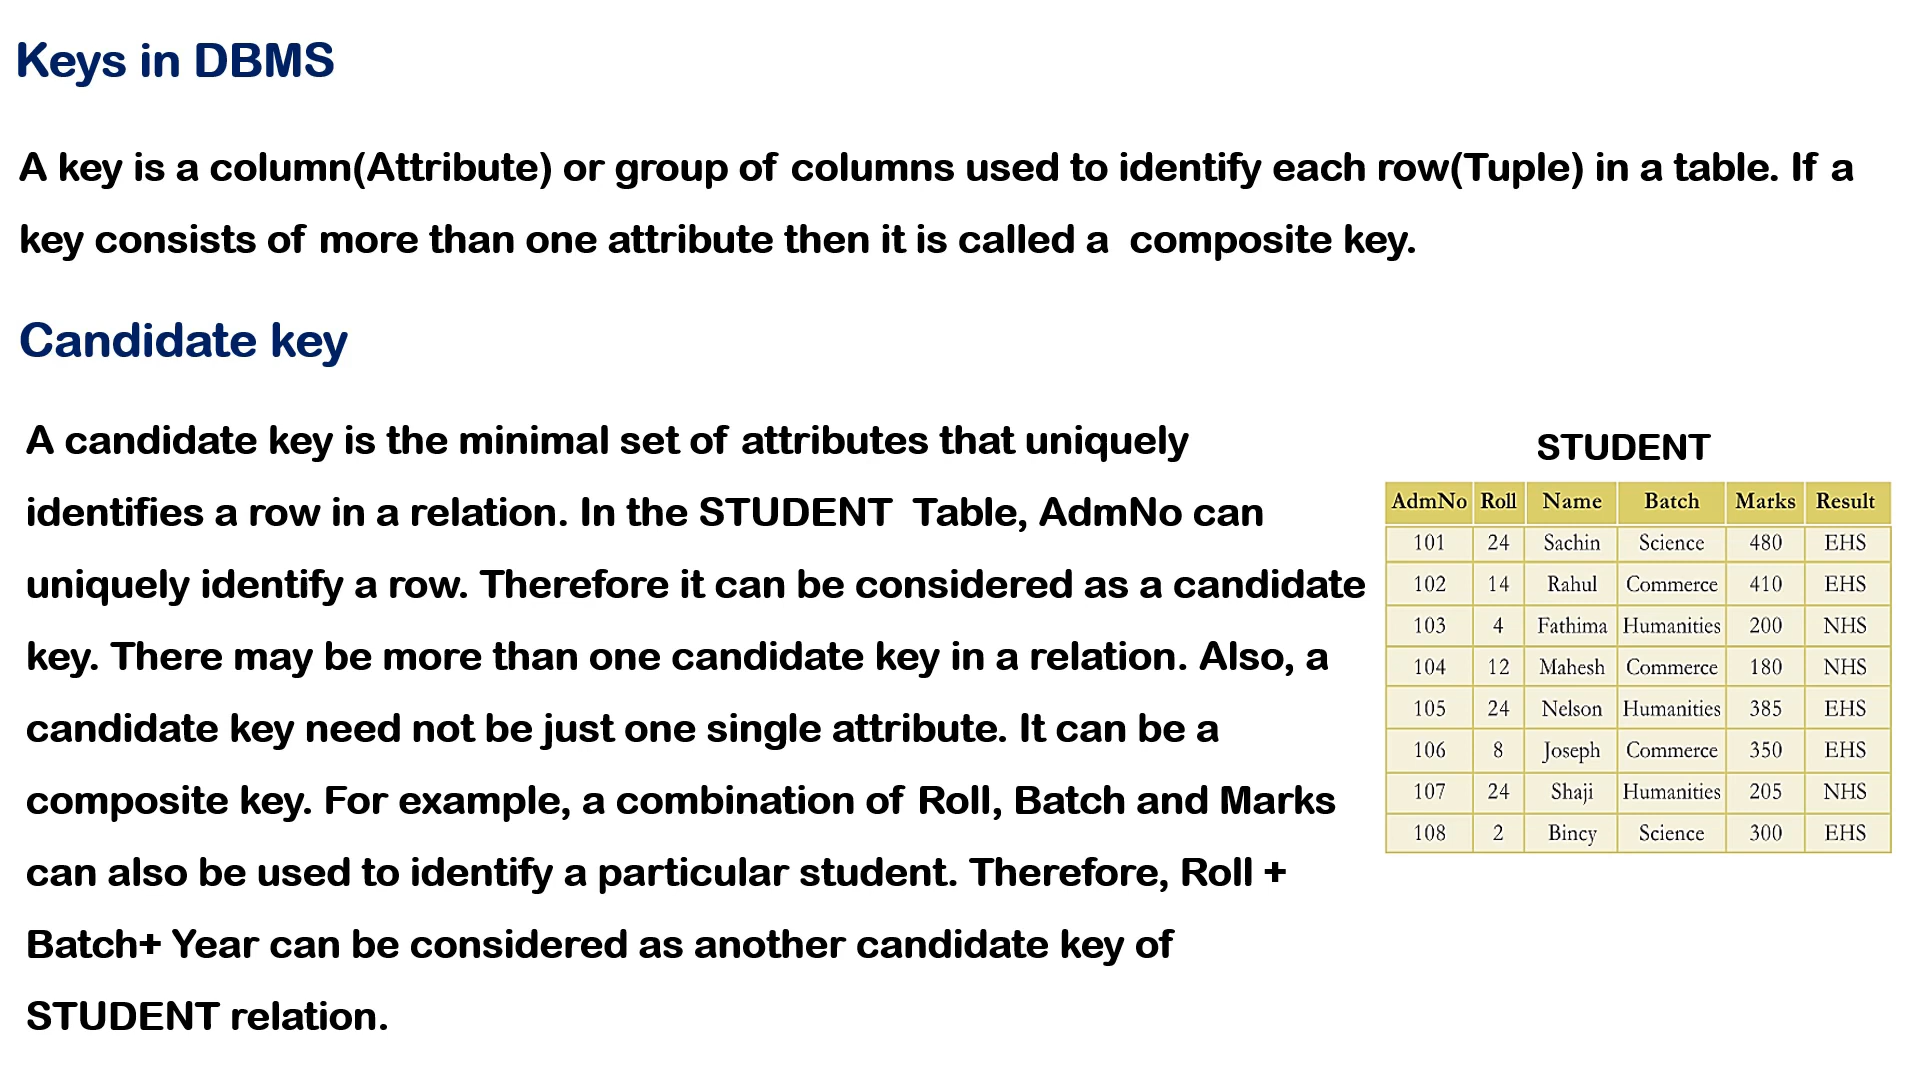 Keys in DBMS
A key is a column(Attribute) or group of columns used to identify each row(Tuple) in a table. If a
key consists of more than one attribute then it is called a composite key.
Candidate key
A candidate key is the minimal set of attributes that uniquely
identifies a row in a relation. In the STUDENT Table, AdmNo can
uniquely identify a row. Therefore it can be considered as a candidate
key. There may be more than one candidate key in a relation. Also, a
candidate key need not be just one single attribute. It can be a
composite key. For example, a combination of Roll, Batch and Marks
can also be used to identify a particular student. Therefore, Roll +
Batch+ Year can be considered as another candidate key of
STUDENT relation.
STUDENT
AdmNo Roll Name Batch Marks Result
101 24 Sachin Science 480 EHS
102 14 Rahul Commerce 410 EHS
103 4 Fathima Humanities 200 NHS
104 12 Mahesh Commerce 180 NHS
105 24 Nelson Humanities 385 EHS
106 8 Joseph Commerce 350 EHS
107 24 Shaji Humanities 205 NHS
108 2 Bincy Science 300 EHS